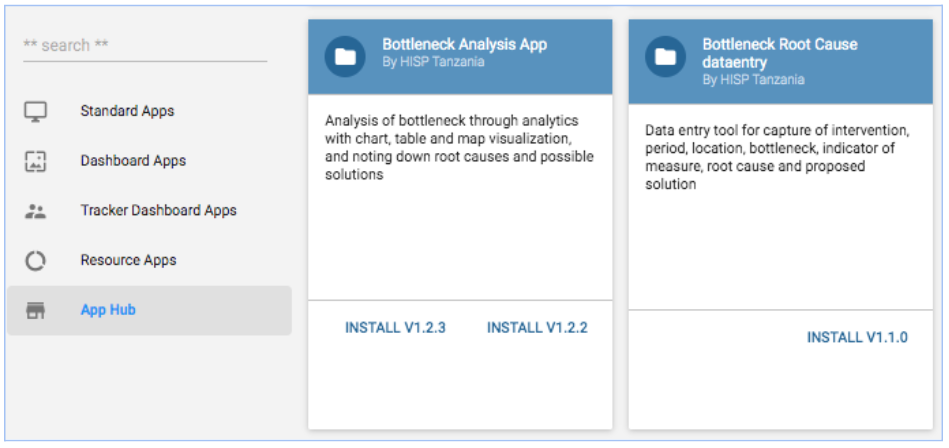 ** search **
Standard Apps
Dashboard Apps
Tracker Dashboard Apps
Resource Apps
App Hub
Bottleneck Analysis App
By HISP Tanzania
Analysis of bottleneck through analytics
with chart, table and map visualization,
and noting down root causes and possible
solutions
INSTALL V1.2.3 INSTALL V1.2.2
Bottleneck Root Cause
dataentry
By HISP Tanzania
Data entry tool for capture of intervention,
period, location, bottleneck, indicator of
measure, root cause and proposed
solution
INSTALL V1.1.0